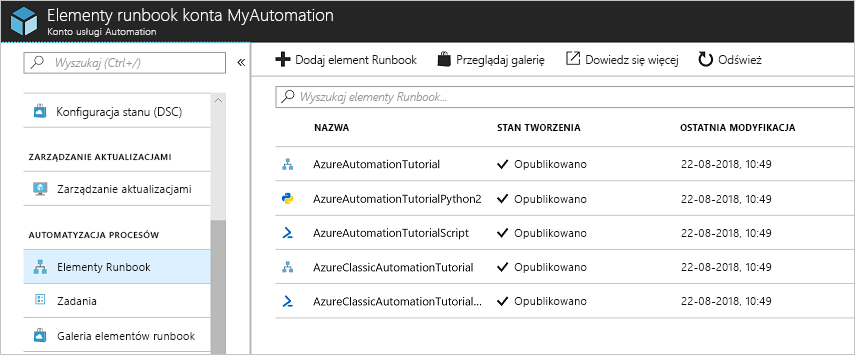 Elementy runbook konta MyAutomation
Konto usługi Automation
Wyszukaj (Ctrl+/)
Konfiguracja stanu (DSC)
ZARZĄDZANIE AKTUALIZACJAMI
Zarządzanie aktualizacjami
AUTOMATYZACJA PROCESÓW
Elementy Runbook
Zadania
Galeria elementów runbook
Dodaj element Runbook Przeglądaj galerię Dowiedz się więcej Odśwież
Wyszukaj elementy Runbook...
NAZWA STAN TWORZENIA OSTATNIA MODYFIKACJA
AzureAutomationTutorial Opublikowano 22-08-2018, 10:49
AzureAutomationTutorialPython2 Opublikowano 22-08-2018, 10:49
AzureAutomationTutorialScript Opublikowano 22-08-2018, 10:49
AzureClassicAutomationTutorial Opublikowano 22-08-2018, 10:49
AzureClassicAutomationTutorial... Opublikowano 22-08-2018, 10:49